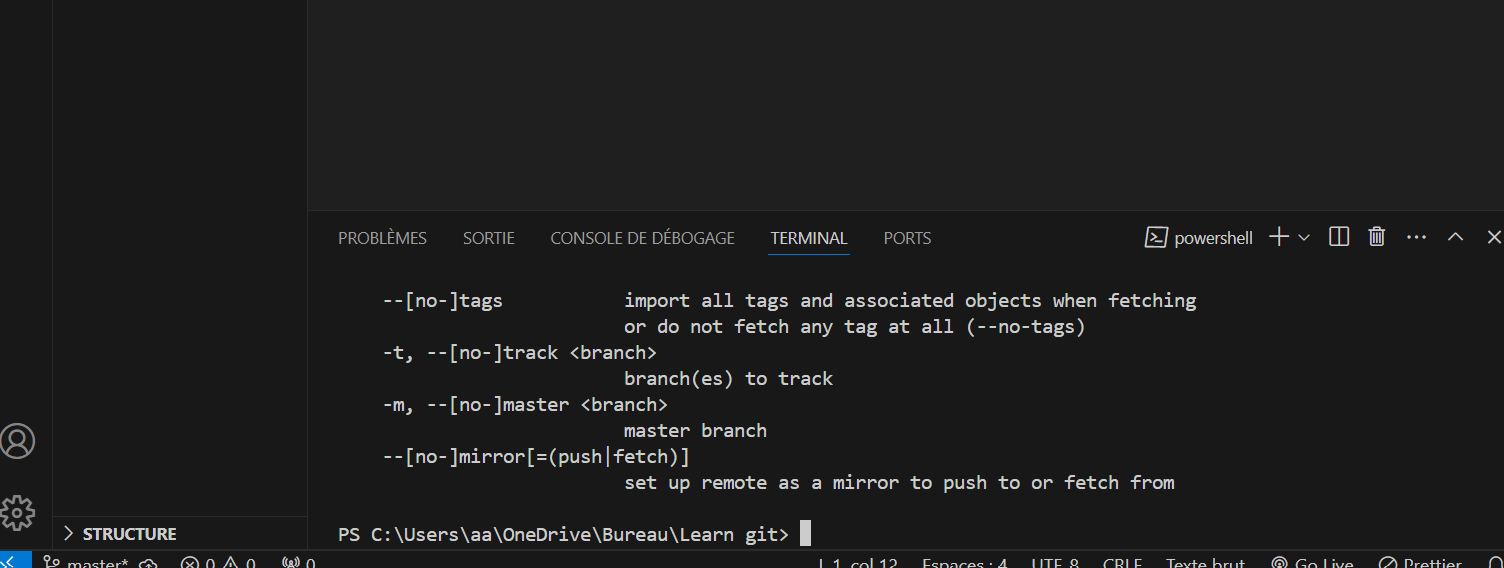 PROBLÈMES SORTIE CONSOLE DE DÉBOGAGE TERMINAL PORTS powershell
--[no-]tags import all tags and associated objects when fetching
or do not fetch any tag at all (--no-tags)
-t, --[no-]track <branch>
branch(es) to track
-m, --[no-]master <branch>
master branch
--[no-]mirror[=(push|fetch)]
set up remote as a mirror to push to or fetch from
PS C:\Users\aa\OneDrive\Bureau\Learn git>
STRUCTURE
master* 0 0 0 L 1, col 12 Espaces : 4 UTF-8 CRLF Texte brut Go Live Prettier